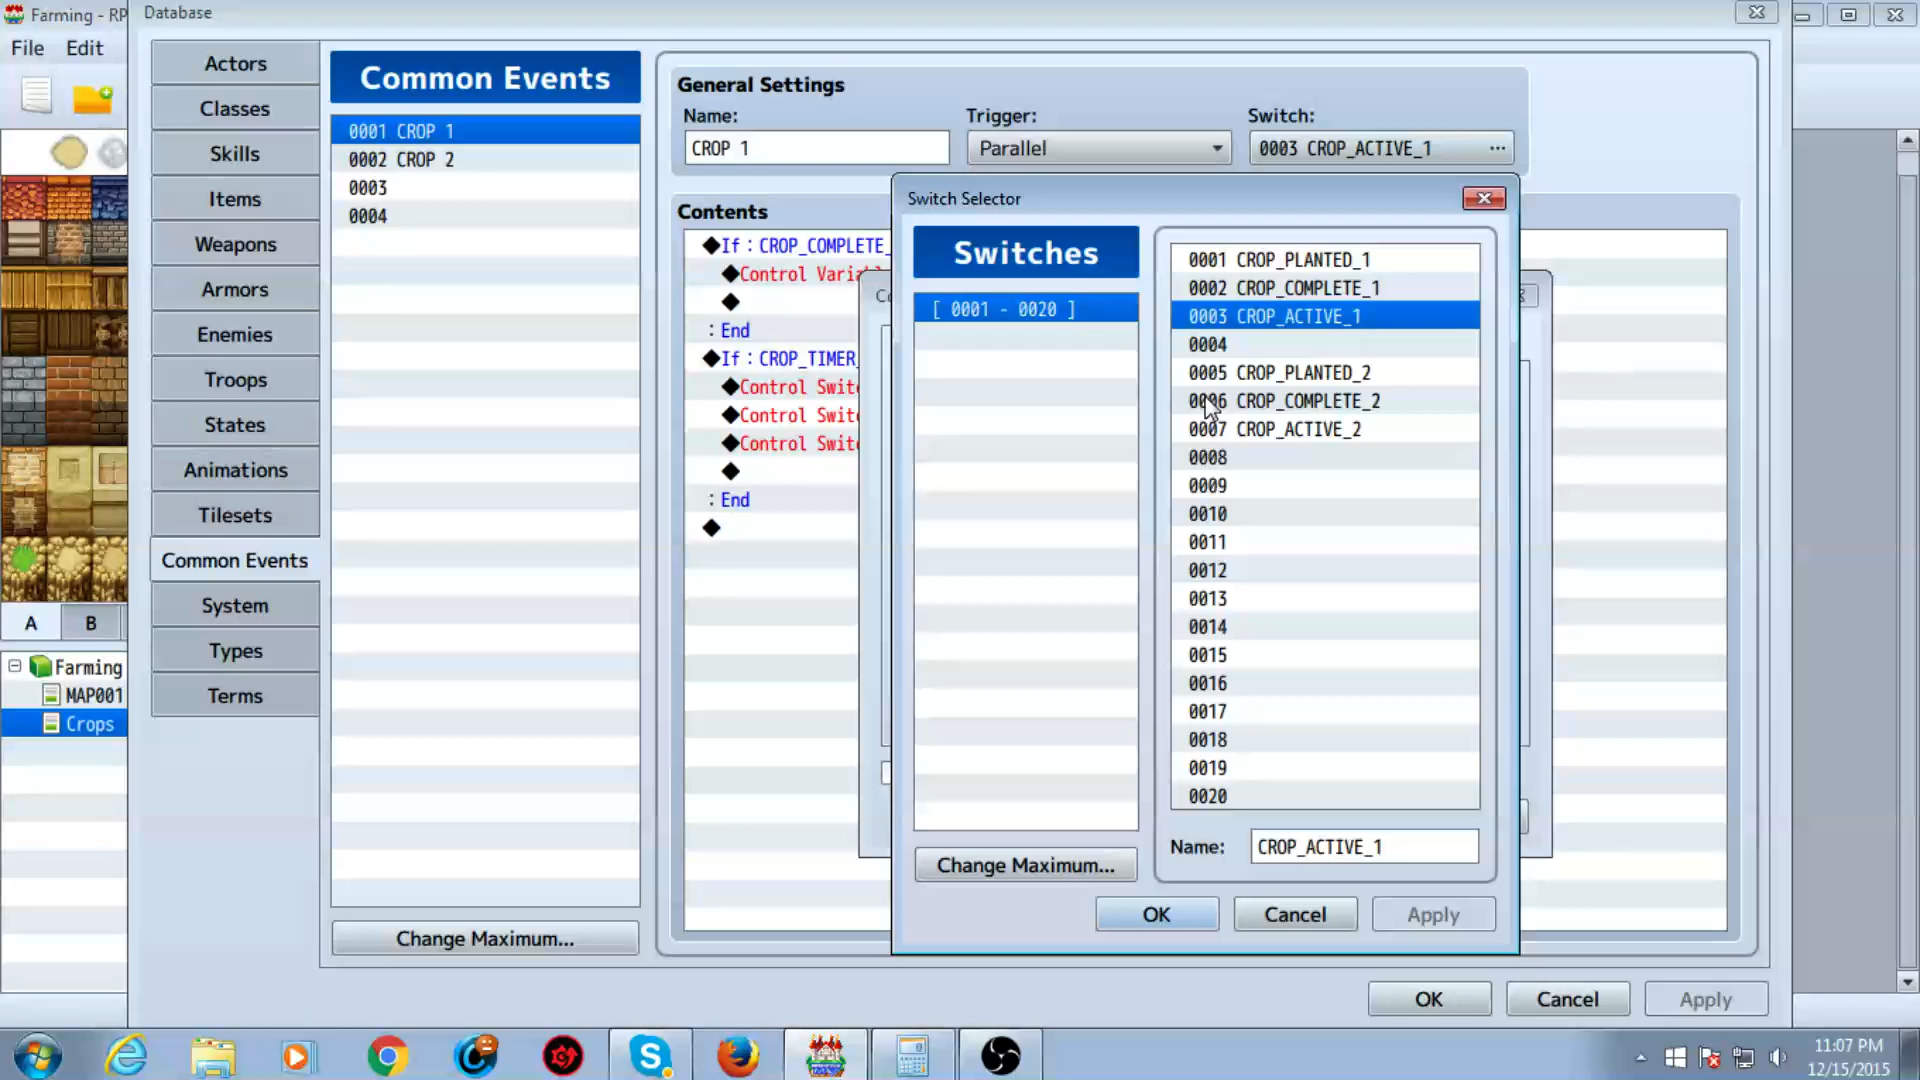 Farming - RP
Database
File Edit
Actors
Classes
Skills
Items
Weapons
Armors
Enemies
Troops
States
Animations
Tilesets
Common Events
System
Types
Terms
A B
Farming
MAP001
Crops
Common Events
0001 CROP 1
0002 CROP 2
0003
0004
Change Maximum...
General Settings
Name: Trigger: Switch:
CROP 1 Parallel 0003 CROP_ACTIVE_1 ...
Contents
◆If : CROP_COMPLETE_
◆Control Varia
◆
: End
◆If : CROP_TIMER_
◆Control Switc
◆Control Switc
◆Control Switc
◆
: End
◆
Switch Selector
Switches
[ 0001 - 0020 ]
Change Maximum...
0001 CROP_PLANTED_1
0002 CROP_COMPLETE_1
0003 CROP_ACTIVE_1
0004
0005 CROP_PLANTED_2
0006 CROP_COMPLETE_2
0007 CROP_ACTIVE_2
0008
0009
0010
0011
0012
0013
0014
0015
0016
0017
0018
0019
0020
Name: CROP_ACTIVE_1
OK Cancel Apply
OK Cancel Apply
11:07 PM
12/15/2015